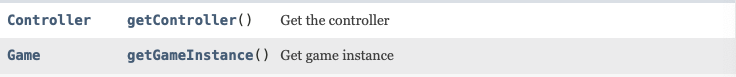 Controller getController() Get the controller
Game getGameInstance() Get game instance